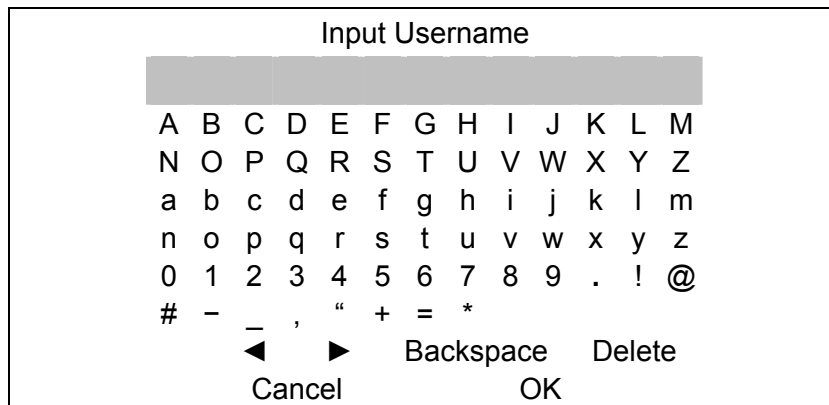 Input Username
A B C D E F G H I J K L M
N O P Q R S T U V W X Y Z
a b c d e f g h i j k l m
n o p q r s t u v w x y z
0 1 2 3 4 5 6 7 8 9 . ! @
# − _ , “ + = *
◄ ► Backspace Delete
Cancel OK